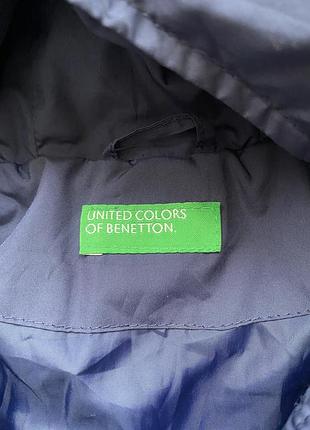 UNITED COLORS
OF BENETTON.